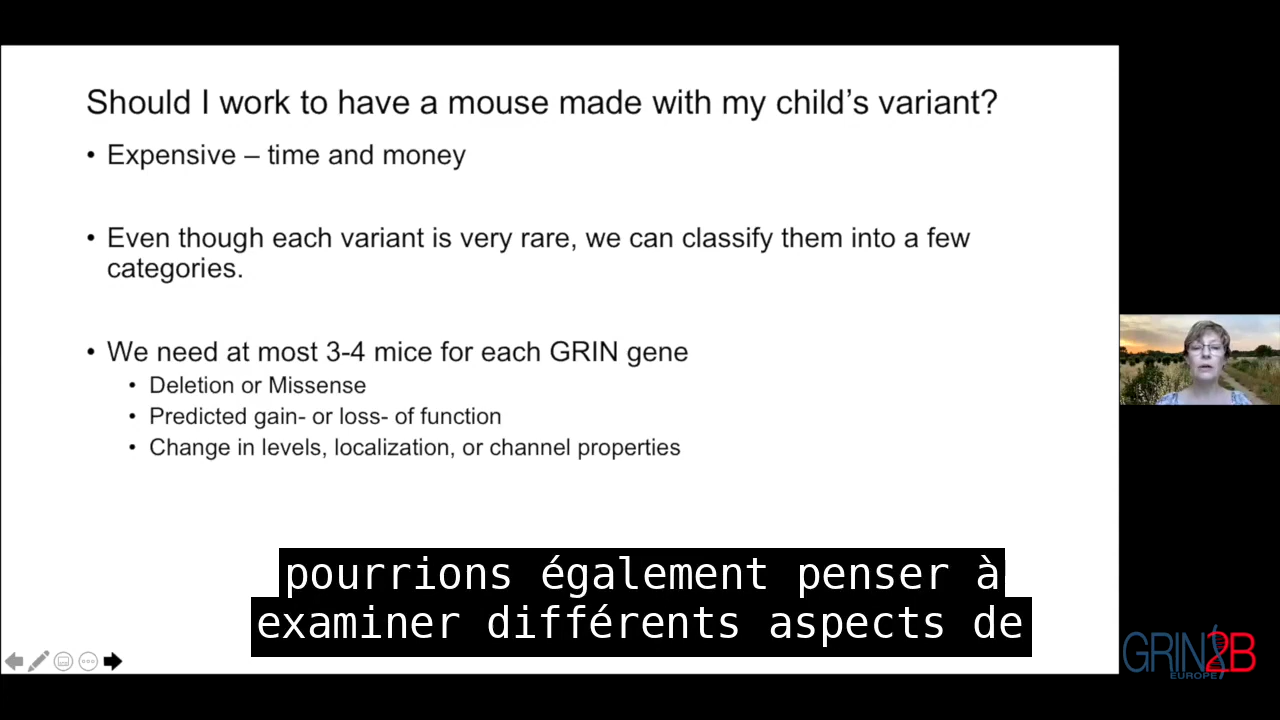 Should I work to have a mouse made with my child's variant?
• Expensive – time and money
• Even though each variant is very rare, we can classify them into a few
categories.
• We need at most 3-4 mice for each GRIN gene
• Deletion or Missense
• Predicted gain- or loss- of function
• Change in levels, localization, or channel properties
pourrions également penser à
examiner différents aspects de
GRIN2B
EUROPE